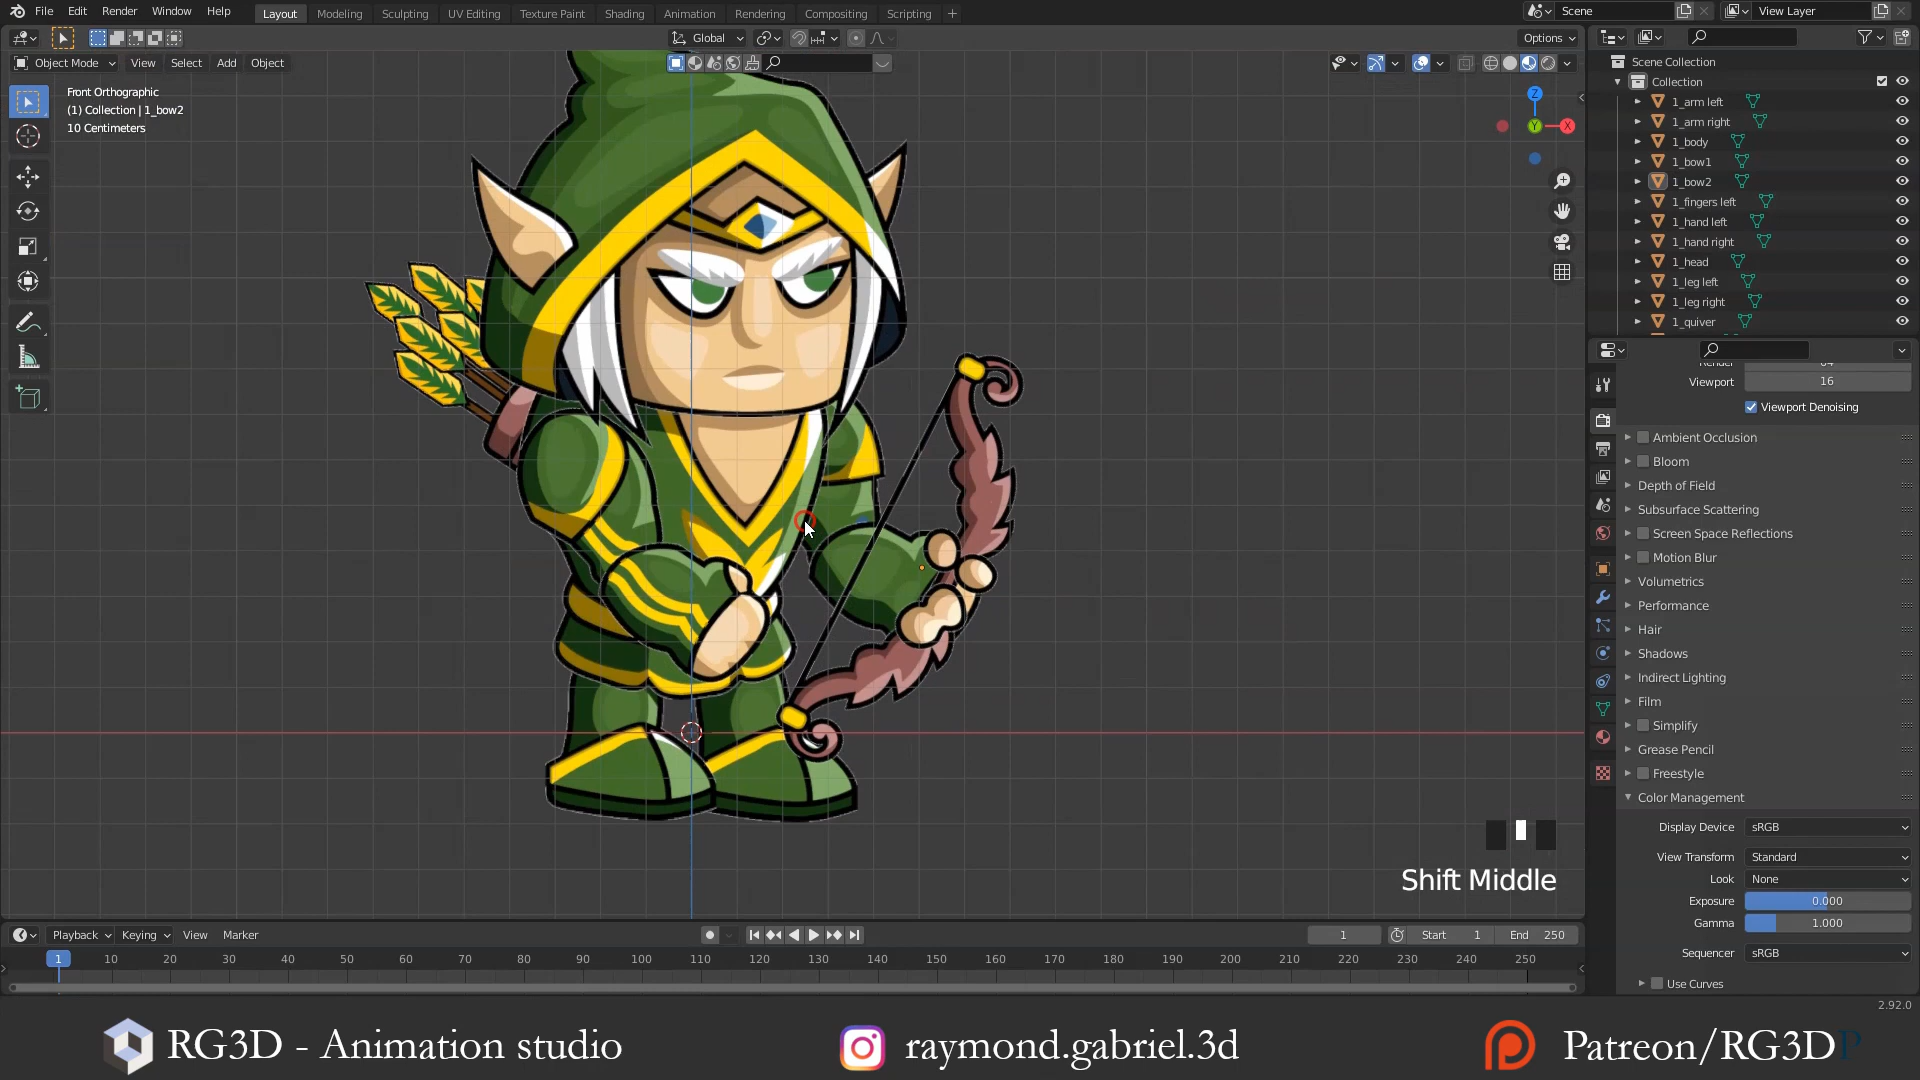 File Edit Render Window Help
Layout Modeling Sculpting UV Editing Texture Paint Shading Animation Rendering Compositing Scripting +
Scene
View Layer
Global
Options
Object Mode View Select Add Object
Front Orthographic
(1) Collection | 1_bow2
10 Centimeters
Z
Y
X
Scene Collection
Collection
1_arm left
1_arm right
1_body
1_bow1
1_bow2
1_fingers left
1_hand left
1_hand right
1_head
1_leg left
1_leg right
1_quiver
Viewport 16
Viewport Denoising
Ambient Occlusion
Bloom
Depth of Field
Subsurface Scattering
Screen Space Reflections
Motion Blur
Volumetrics
Performance
Hair
Shadows
Indirect Lighting
Film
Simplify
Grease Pencil
Freestyle
Color Management
Display Device sRGB
View Transform Standard
Look None
Exposure 0.000
Gamma 1.000
Sequencer sRGB
Use Curves
Shift Middle
Playback Keying View Marker
1 Start 1 End 250
1 10 20 30 40 50 60 70 80 90 100 110 120 130 140 150 160 170 180 190 200 210 220 230 240 250
2.92.0
RG3D - Animation studio
raymond.gabriel.3d
Patreon/RG3DP